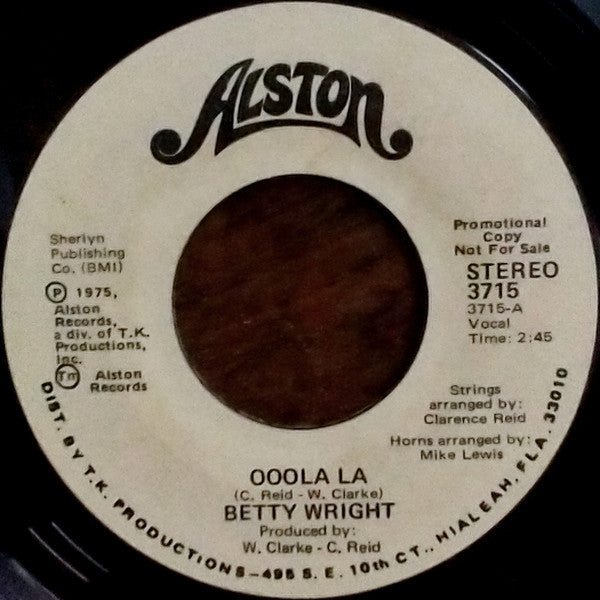 ALSTON
Sherlyn
Publishing
Co. (BMI)
Ⓟ 1975,
Alston
Records,
a div. of T.K.
Productions,
Inc.
Tm Alston
Records
Promotional
Copy
Not For Sale
STEREO
3715
3715-A
Vocal
Time: 2:45
Strings
arranged by:
Clarence Reid
Horns arranged by:
Mike Lewis
OOOLA LA
(C. Reid - W. Clarke)
BETTY WRIGHT
Produced by:
W. Clarke - C. Reid
DIST. BY T.K. PRODUCTIONS-495 S. E. 10th CT., HIALEAH, FLA. 33010